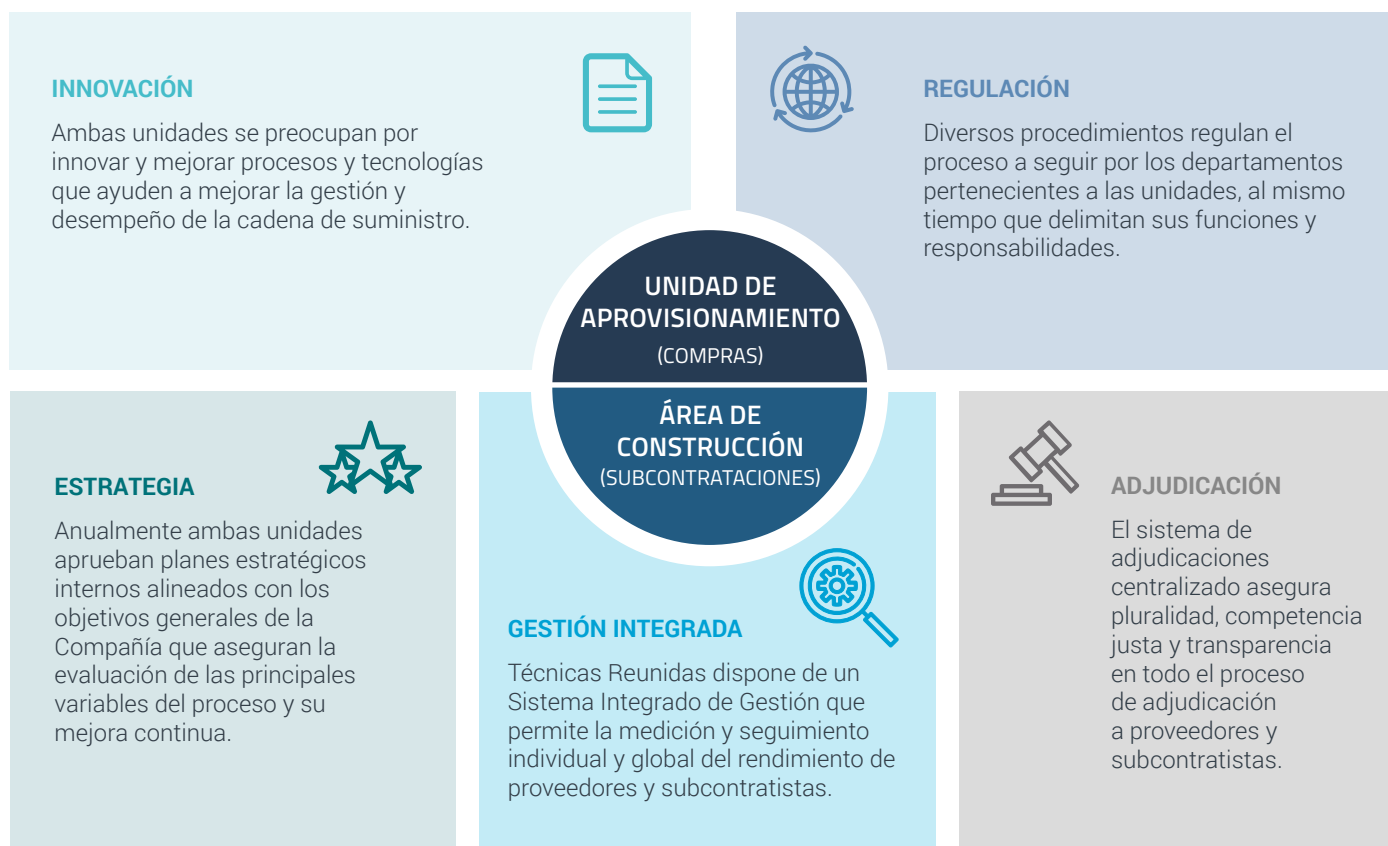 INNOVACIÓN
Ambas unidades se preocupan por
innovar y mejorar procesos y tecnologías
que ayuden a mejorar la gestión y
desempeño de la cadena de suministro.
REGULACIÓN
Diversos procedimientos regulan el
proceso a seguir por los departamentos
pertenecientes a las unidades, al mismo
tiempo que delimitan sus funciones y
responsabilidades.
UNIDAD DE
APROVISIONAMIENTO
(COMPRAS)
ÁREA DE
CONSTRUCCIÓN
(SUBCONTRATACIONES)
ESTRATEGIA
Anualmente ambas unidades
aprueban planes estratégicos
internos alineados con los
objetivos generales de la
Compañía que aseguran la
evaluación de las principales
variables del proceso y su
mejora continua.
GESTIÓN INTEGRADA
Técnicas Reunidas dispone de un
Sistema Integrado de Gestión que
permite la medición y seguimiento
individual y global del rendimiento de
proveedores y subcontratistas.
ADJUDICACIÓN
El sistema de
adjudicaciones
centralizado asegura
pluralidad, competencia
justa y transparencia
en todo el proceso
de adjudicación
a proveedores y
subcontratistas.